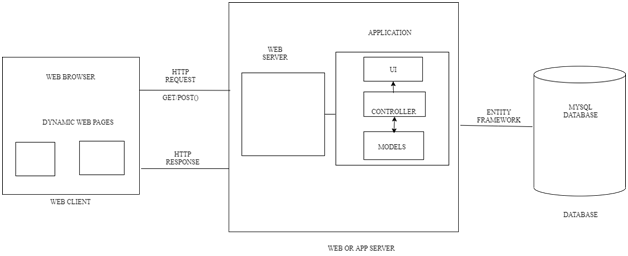 WEB BROWSER
DYNAMIC WEB PAGES
WEB CLIENT
HTTP
REQUEST
GET/POST()
HTTP
RESPONSE
WEB
SERVER
APPLICATION
UI
CONTROLLER
MODELS
WEB OR APP SERVER
ENTITY
FRAMEWORK
MYSQL
DATABASE
DATABASE